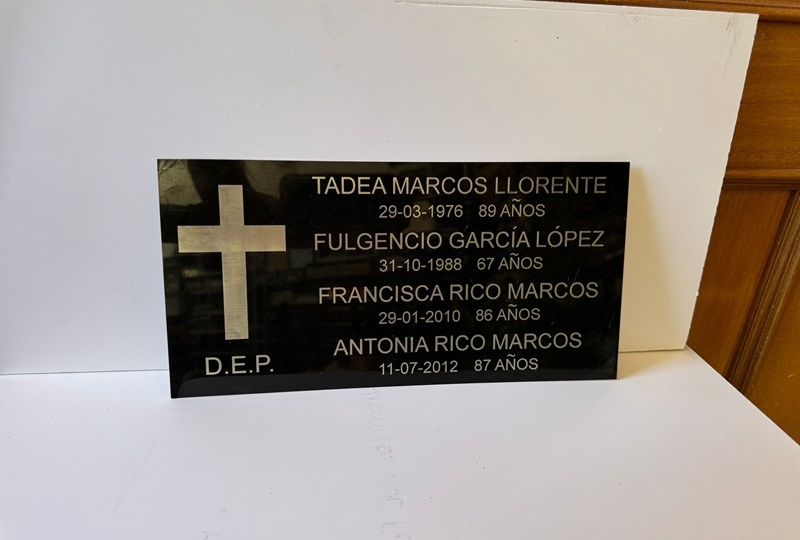 TADEA MARCOS LLORENTE
29-03-1976 89 AÑOS
FULGENCIO GARCÍA LÓPEZ
31-10-1988 67 AÑOS
FRANCISCA RICO MARCOS
29-01-2010 86 AÑOS
ANTONIA RICO MARCOS
11-07-2012 87 AÑOS
D.E.P.